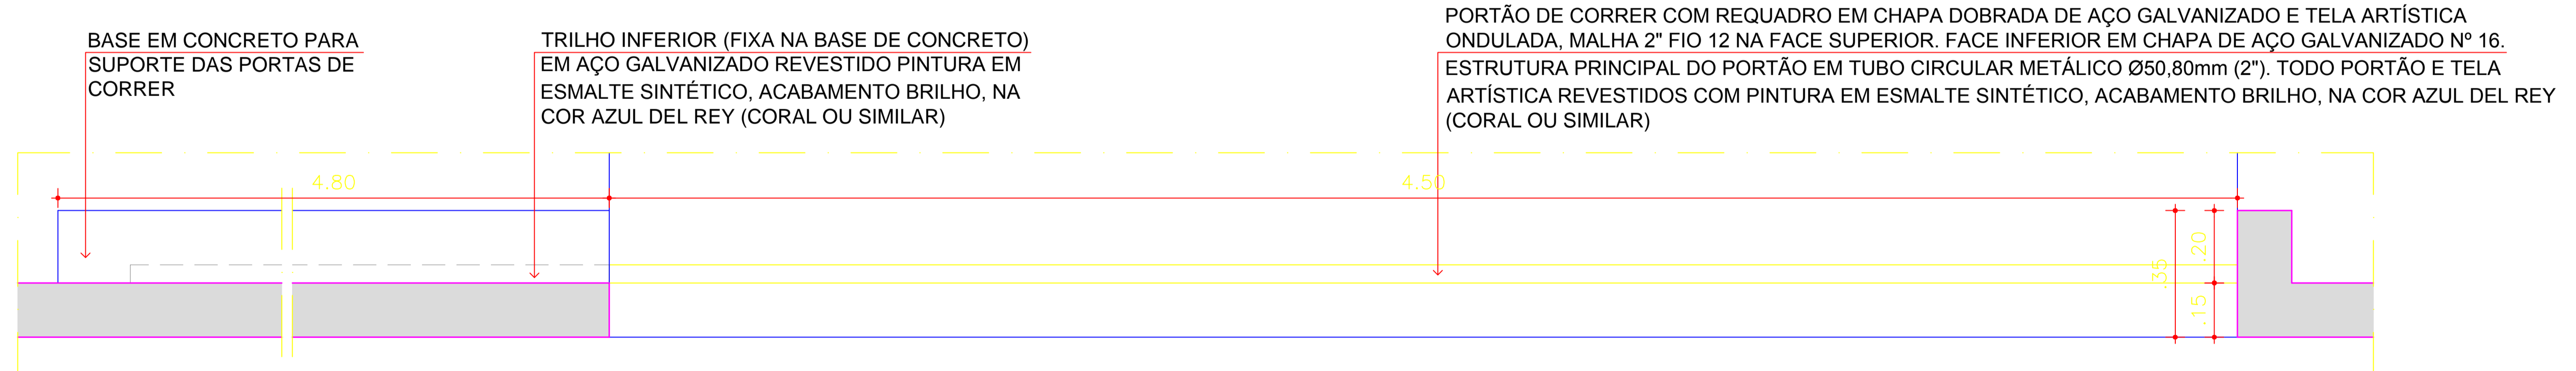 BASE EM CONCRETO PARA
SUPORTE DAS PORTAS DE
CORRER
TRILHO INFERIOR (FIXA NA BASE DE CONCRETO)
EM AÇO GALVANIZADO REVESTIDO PINTURA EM
ESMALTE SINTÉTICO, ACABAMENTO BRILHO, NA
COR AZUL DEL REY (CORAL OU SIMILAR)
PORTÃO DE CORRER COM REQUADRO EM CHAPA DOBRADA DE AÇO GALVANIZADO E TELA ARTÍSTICA
ONDULADA, MALHA 2" FIO 12 NA FACE SUPERIOR. FACE INFERIOR EM CHAPA DE AÇO GALVANIZADO Nº 16.
ESTRUTURA PRINCIPAL DO PORTÃO EM TUBO CIRCULAR METÁLICO Ø50,80mm (2"). TODO PORTÃO E TELA
ARTÍSTICA REVESTIDOS COM PINTURA EM ESMALTE SINTÉTICO, ACABAMENTO BRILHO, NA COR AZUL DEL REY
(CORAL OU SIMILAR)
4.80
4.50
.35
.20
.15